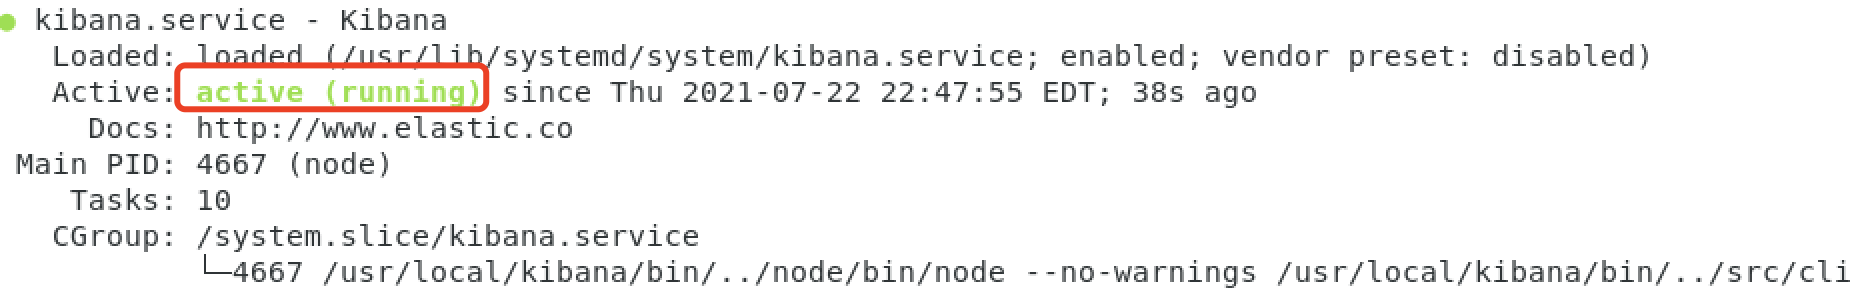 ● kibana.service - Kibana
Loaded: loaded (/usr/lib/systemd/system/kibana.service; enabled; vendor preset: disabled)
Active: active (running) since Thu 2021-07-22 22:47:55 EDT; 38s ago
Docs: http://www.elastic.co
Main PID: 4667 (node)
Tasks: 10
CGroup: /system.slice/kibana.service
└─4667 /usr/local/kibana/bin/../node/bin/node --no-warnings /usr/local/kibana/bin/../src/cli